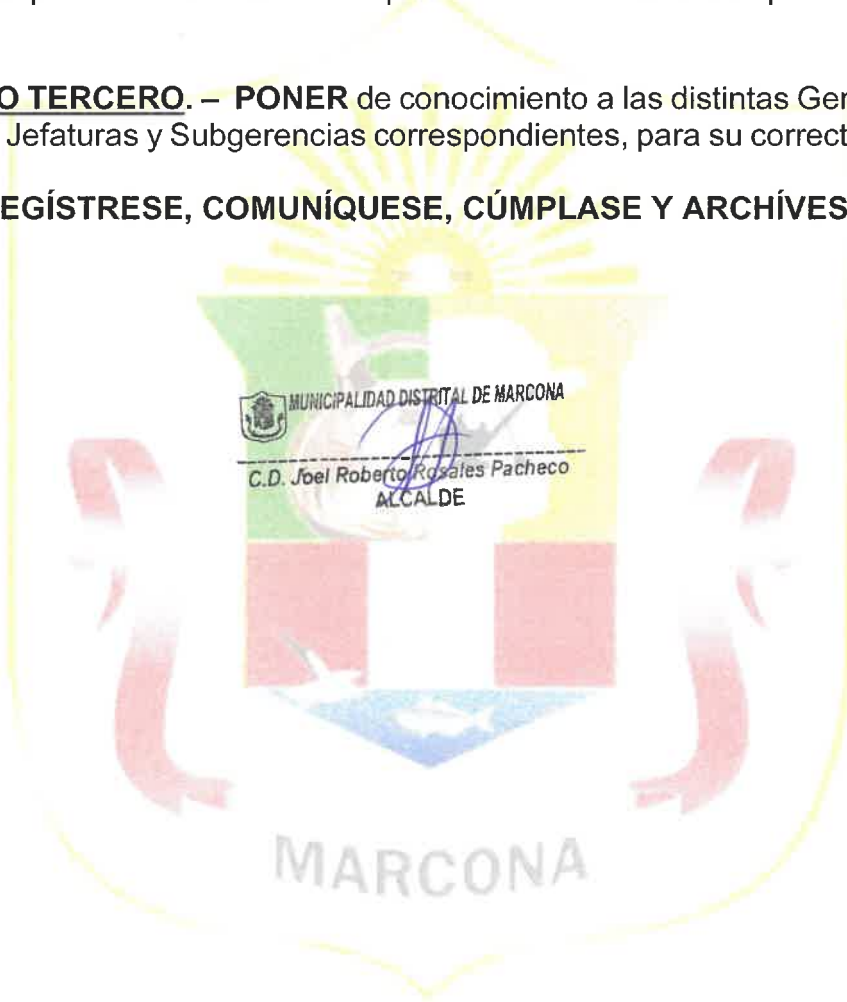 O TERCERO. – PONER de conocimiento a las distintas Ger
Jefaturas y Subgerencias correspondientes, para su correct
EGÍSTRESE, COMUNÍQUESE, CÚMPLASE Y ARCHÍVES
MUNICIPALIDAD DISTRITAL DE MARCONA
C.D. Joel Roberto Rosales Pacheco
ALCALDE
MARCONA